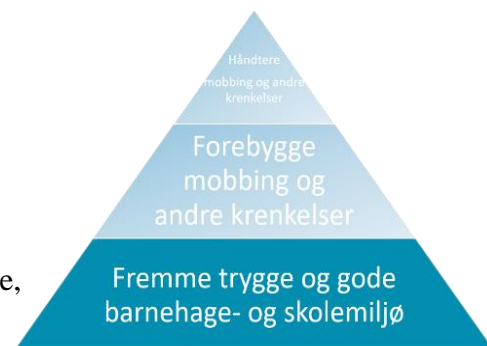 Håndtere
mobbing og andre
krenkelser
Forebygge
mobbing og
andre krenkelser
e,
Fremme trygge og gode
barnehage- og skolemiljø